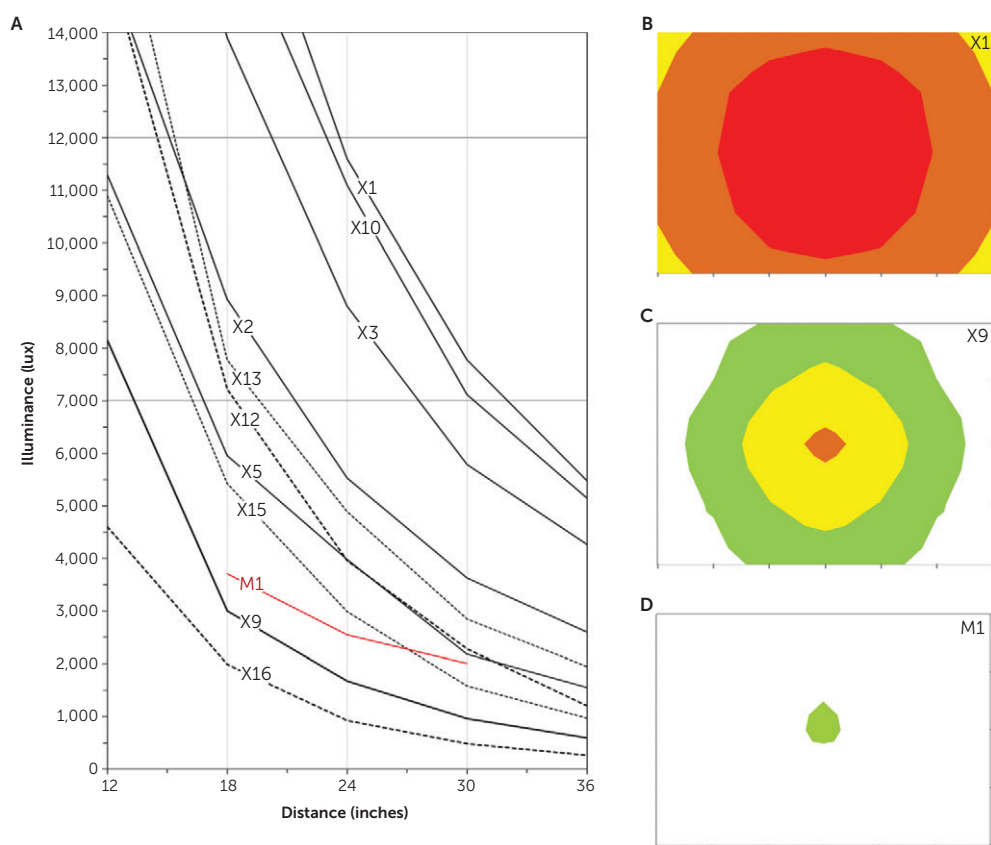 A
14,000
13,000
12,000
11,000
10,000
9,000
8,000
7,000
6,000
5,000
4,000
3,000
2,000
1,000
0
Illuminance (lux)
12 18 24 30 36
Distance (inches)
X1
X10
X3
X2
X13
X12
X5
X15
M1
X9
X16
B
X1
C
X9
D
M1